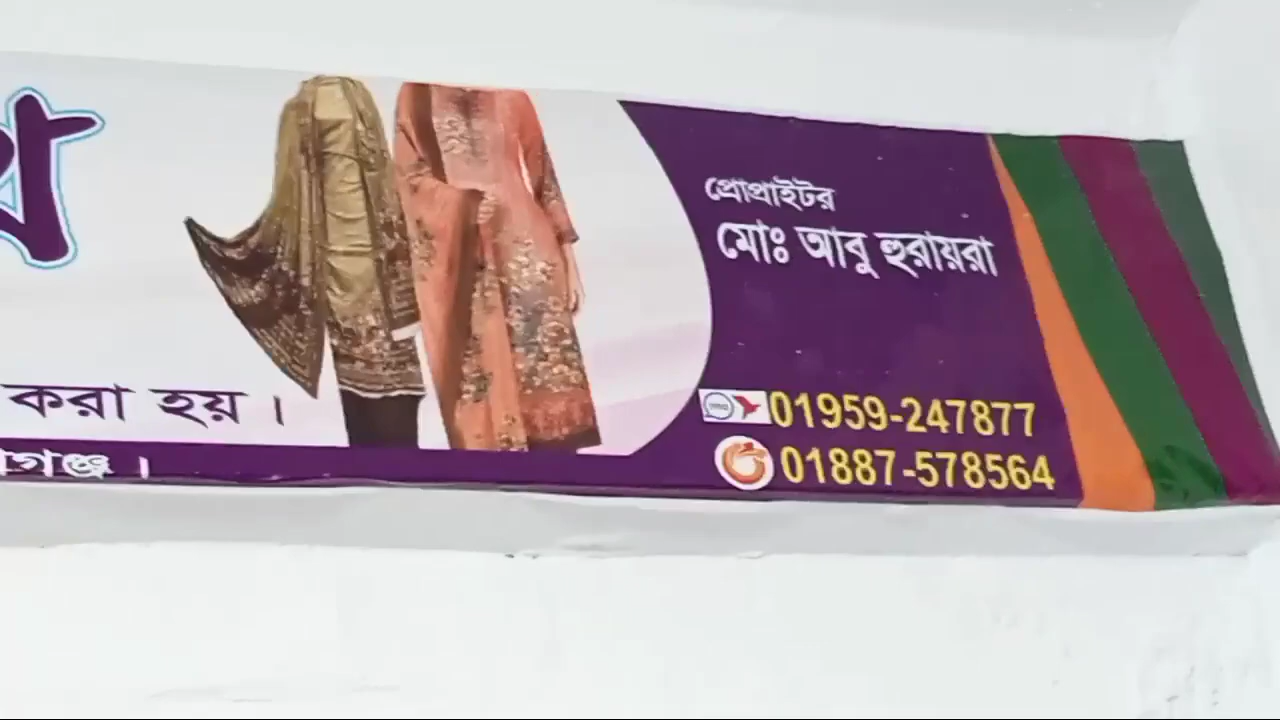 করা হয়।
প্রোপ্রাইটর
মোঃ আবু হুরায়রা
01959-247877
01887-578564